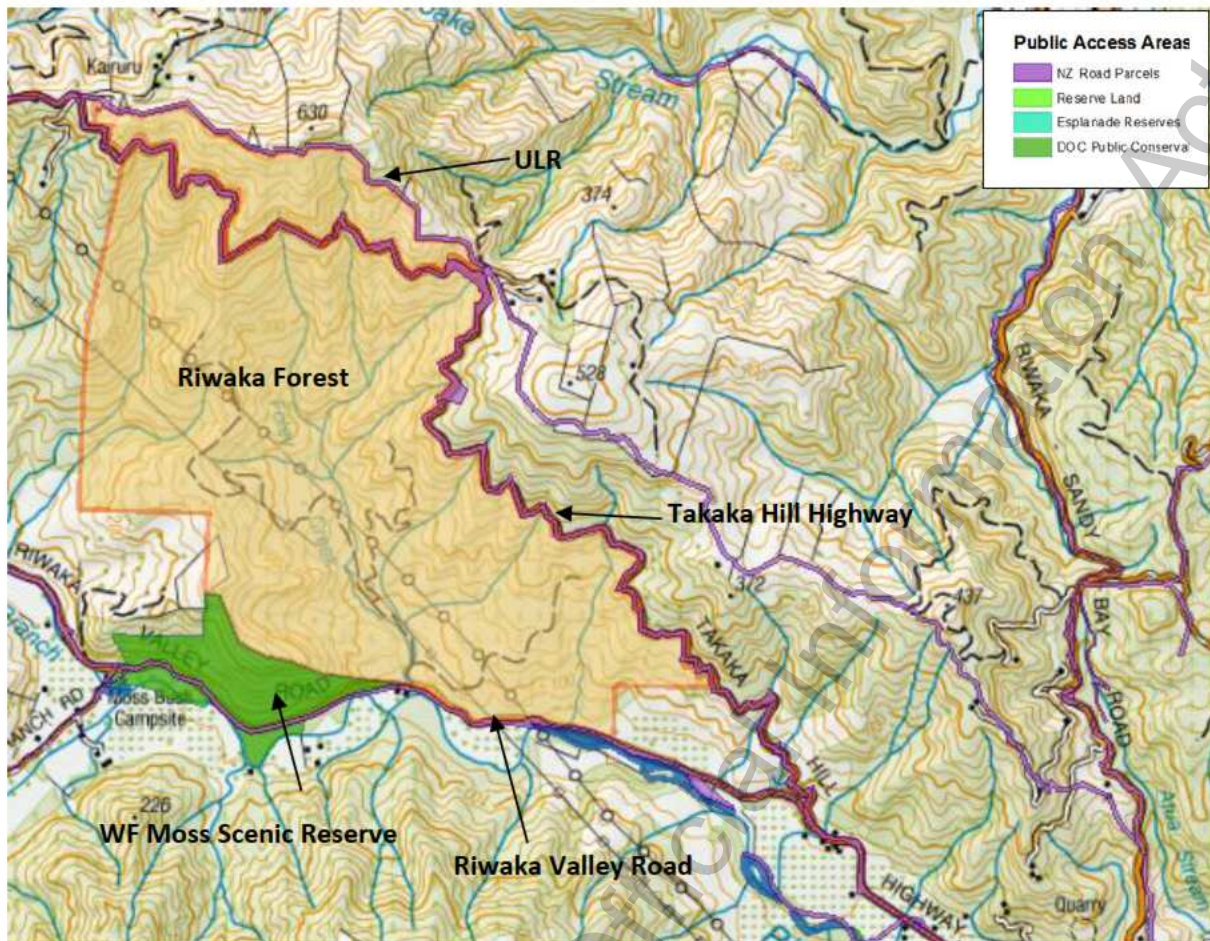 Public Access Areas
NZ Road Parcels
Reserve Land
Esplanade Reserves
DOC Public Conserva
Kairuru
630
Stream
ULR
374
Riwaka Forest
528
RIWAKA
SANDY
BAY
ROAD
Takaka Hill Highway
372
437
RIWAKA
VALLEY
ROAD
TAKAKA
HILL
HIGHWAY
Campsite
226
WF Moss Scenic Reserve
Riwaka Valley Road
Stream
Quarry